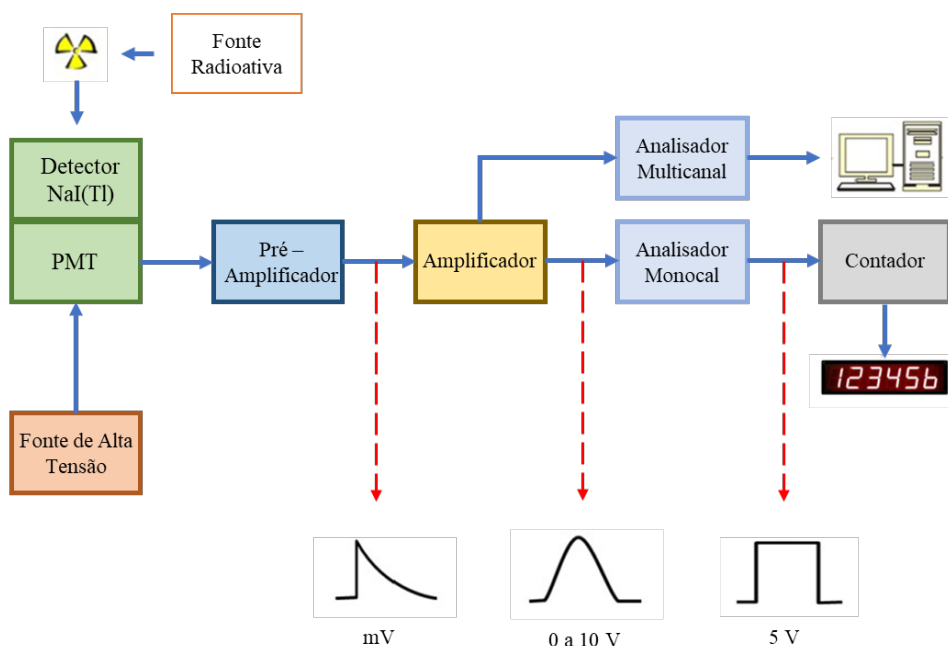 Fonte
Radioativa
Detector
NaI(Tl)
PMT
Pré –
Amplificador
Amplificador
Analisador
Multicanal
Analisador
Monocal
Contador
123456
Fonte de Alta
Tensão
mV
0 a 10 V
5 V